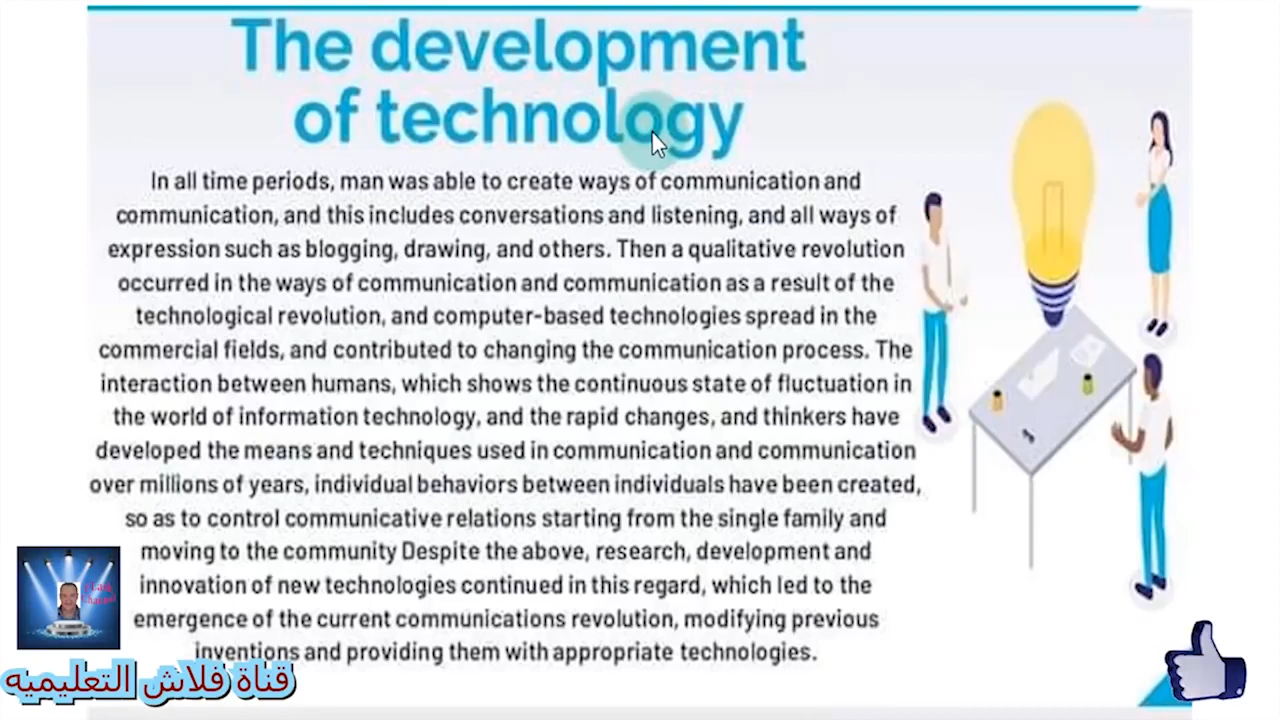 The development
of technology
In all time periods, man was able to create ways of communication and
communication, and this includes conversations and listening, and all ways of
expression such as blogging, drawing, and others. Then a qualitative revolution
occurred in the ways of communication and communication as a result of the
technological revolution, and computer-based technologies spread in the
commercial fields, and contributed to changing the communication process. The
interaction between humans, which shows the continuous state of fluctuation in
the world of information technology, and the rapid changes, and thinkers have
developed the means and techniques used in communication and communication
over millions of years, individual behaviors between individuals have been created,
so as to control communicative relations starting from the single family and
moving to the community Despite the above, research, development and
innovation of new technologies continued in this regard, which led to the
emergence of the current communications revolution, modifying previous
inventions and providing them with appropriate technologies.
Channel
قناة فلاش التعليميه